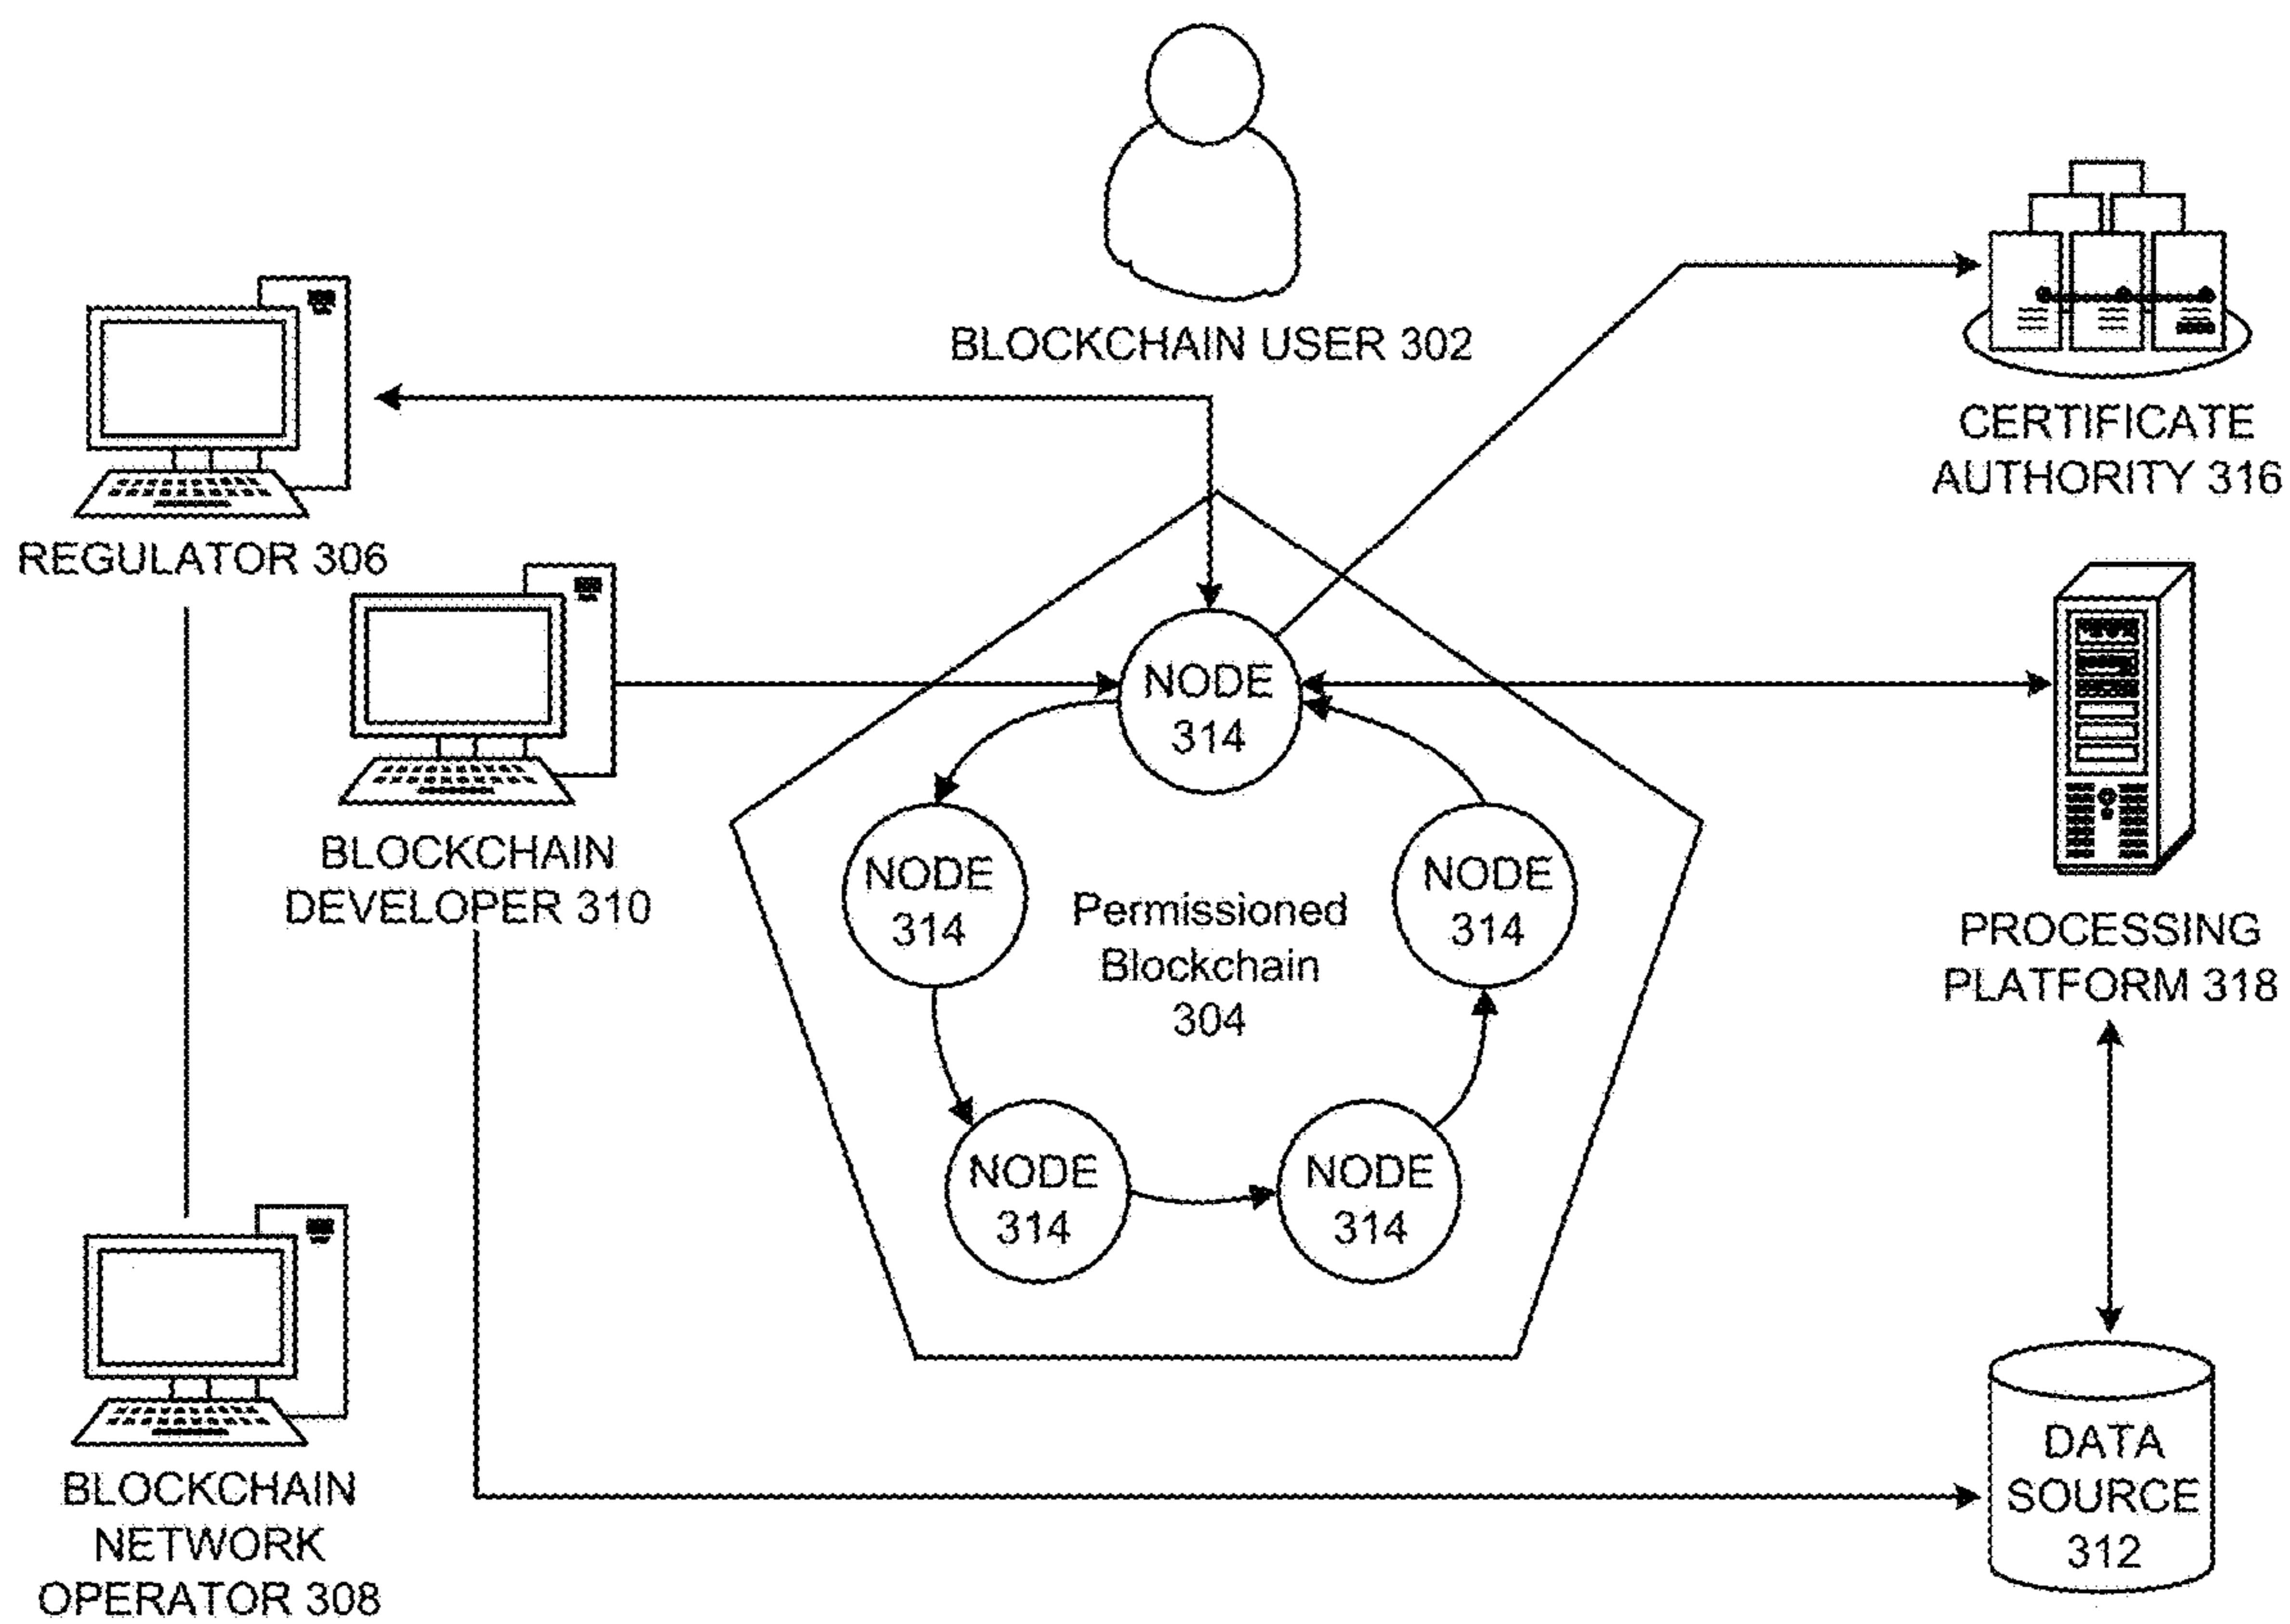 BLOCKCHAIN USER 302
CERTIFICATE
AUTHORITY 316
REGULATOR 306
BLOCKCHAIN
DEVELOPER 310
NODE
314
NODE
314
Permissioned
Blockchain
304
NODE
314
PROCESSING
PLATFORM 318
NODE
314
NODE
314
BLOCKCHAIN
NETWORK
OPERATOR 308
DATA
SOURCE
312